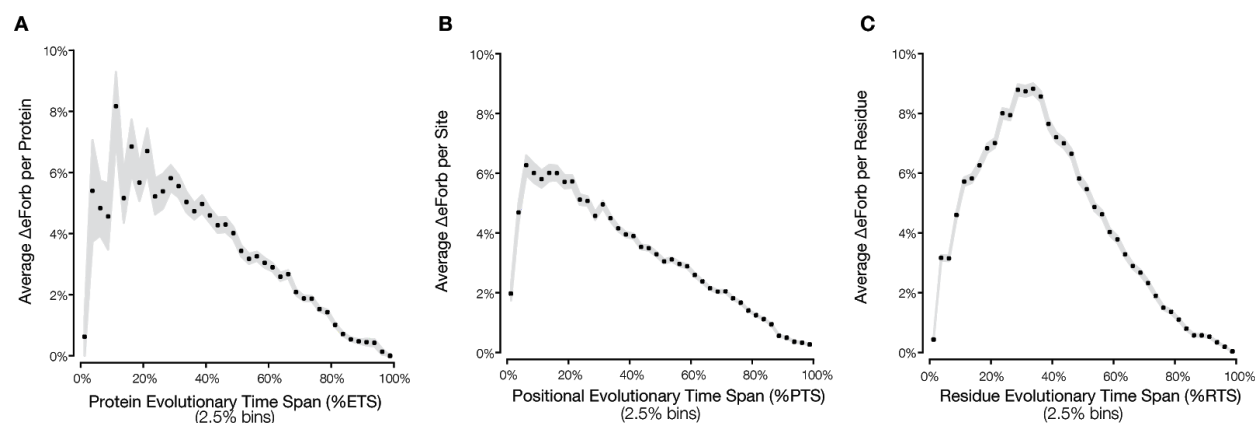 A
10%
8%
6%
4%
2%
0%
Average ΔeForb per Protein
0% 20% 40% 60% 80% 100%
Protein Evolutionary Time Span (%ETS)
(2.5% bins)
B
10%
8%
6%
4%
2%
0%
Average ΔeForb per Site
0% 20% 40% 60% 80% 100%
Positional Evolutionary Time Span (%PTS)
(2.5% bins)
C
10%
8%
6%
4%
2%
0%
Average ΔeForb per Residue
0% 20% 40% 60% 80% 100%
Residue Evolutionary Time Span (%RTS)
(2.5% bins)